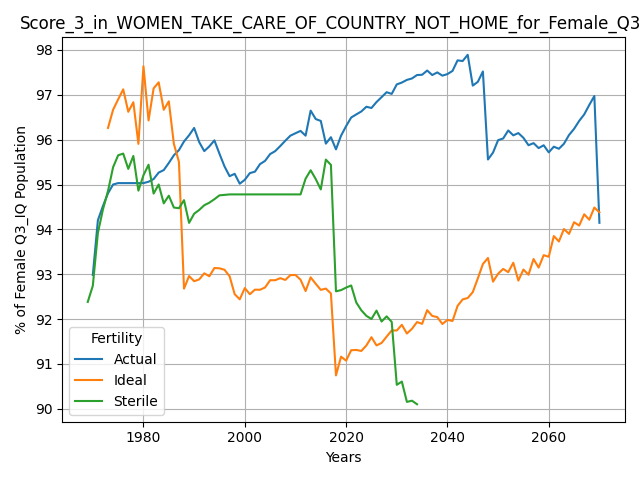 Score_3_in_WOMEN_TAKE_CARE_OF_COUNTRY_NOT_HOME_for_Female_Q3
98
97
96
95
94
93
92
91
90
% of Female Q3_IQ Population
Fertility
Actual
Ideal
Sterile
1980
2000
2020
2040
2060
Years